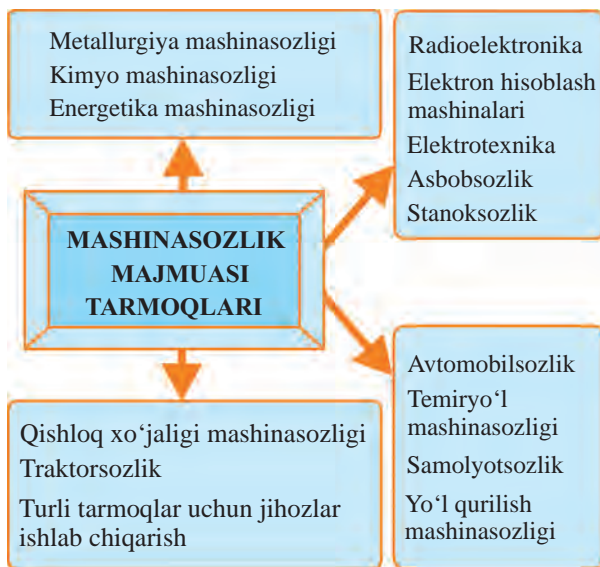 Metallurgiya mashinasozligi
Kimyo mashinasozligi
Energetika mashinasozligi
Radioelektronika
Elektron hisoblash
mashinalari
Elektrotexnika
Asbobsozlik
Stanoksozlik
MASHINASOZLIK
MAJMUASI
TARMOQLARI
Qishloq xo‘jaligi mashinasozligi
Traktorsozlik
Turli tarmoqlar uchun jihozlar
ishlab chiqarish
Avtomobilsozlik
Temiryo‘l
mashinasozligi
Samolyotsozlik
Yo‘l qurilish
mashinasozligi